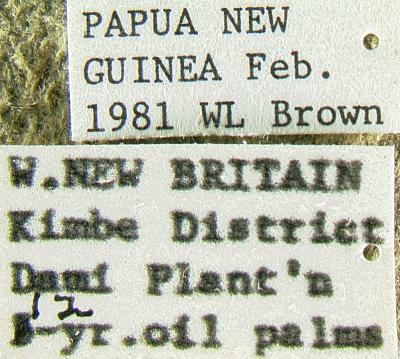 PAPUA NEW
GUINEA Feb.
1981 WL Brown
W.NEW BRITAIN
Kimbe District
Dami Plant'n
12
-yr.oil palms